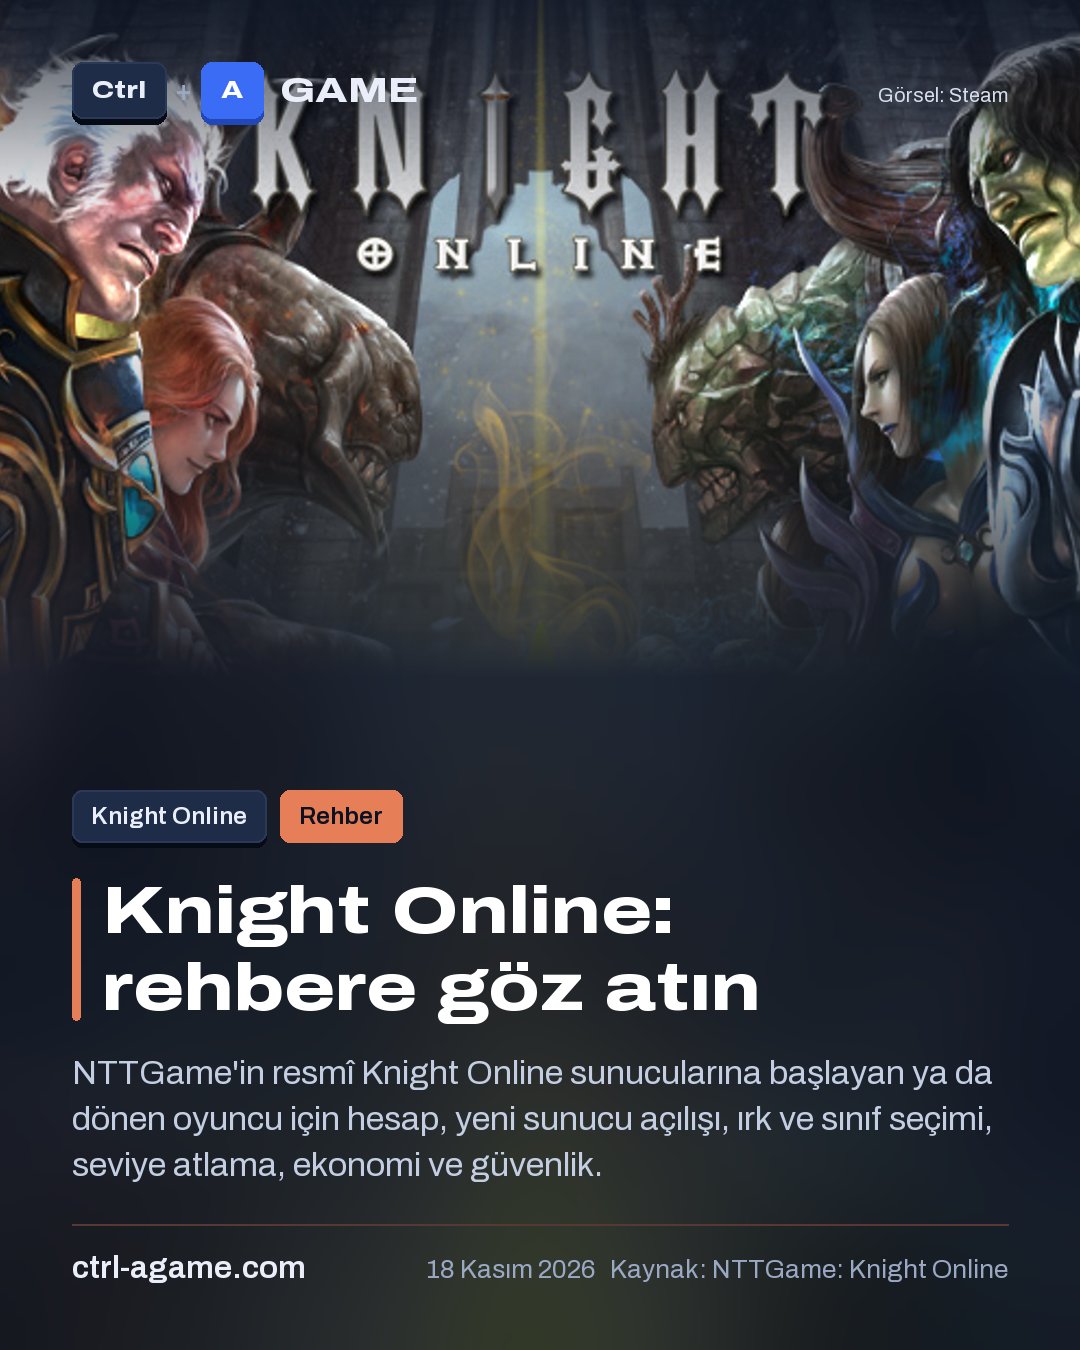 Ctrl + A GAME
Görsel: Steam
KNIGHT
ONLINE
Knight Online
Rehber
Knight Online:
rehbere göz atın
NTTGame'in resmî Knight Online sunucularına başlayan ya da
dönen oyuncu için hesap, yeni sunucu açılışı, ırk ve sınıf seçimi,
seviye atlama, ekonomi ve güvenlik.
ctrl-agame.com
18 Kasım 2026 Kaynak: NTTGame: Knight Online